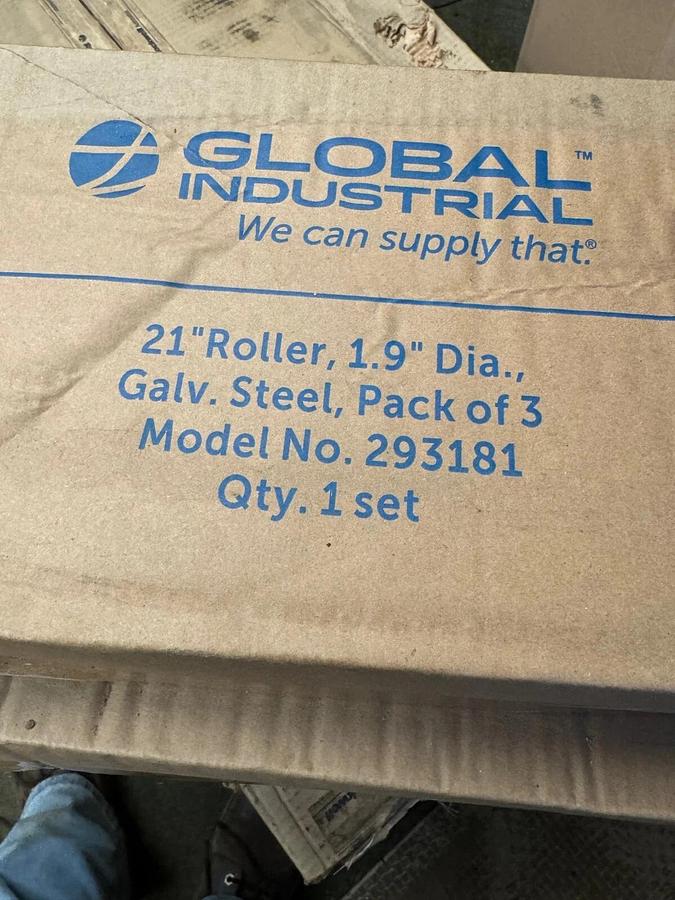 GLOBAL™
INDUSTRIAL
We can supply that.®
21"Roller, 1.9" Dia.,
Galv. Steel, Pack of 3
Model No. 293181
Qty. 1 set